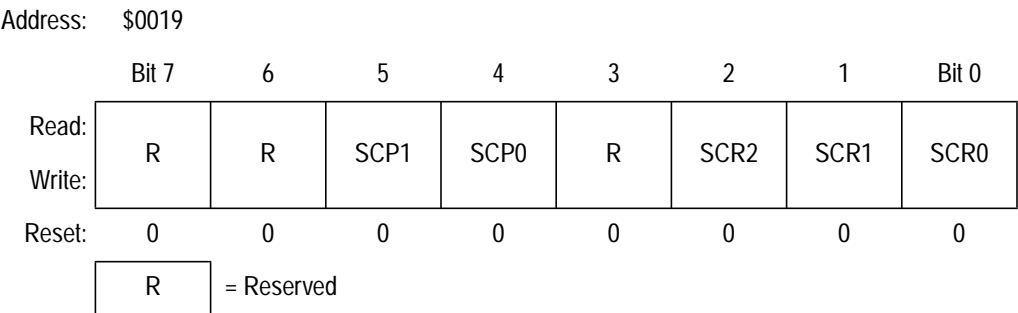 Address: $0019
Bit 7 6 5 4 3 2 1 Bit 0
Read:
R R SCP1 SCP0 R SCR2 SCR1 SCR0
Write:
Reset: 0 0 0 0 0 0 0 0
R = Reserved